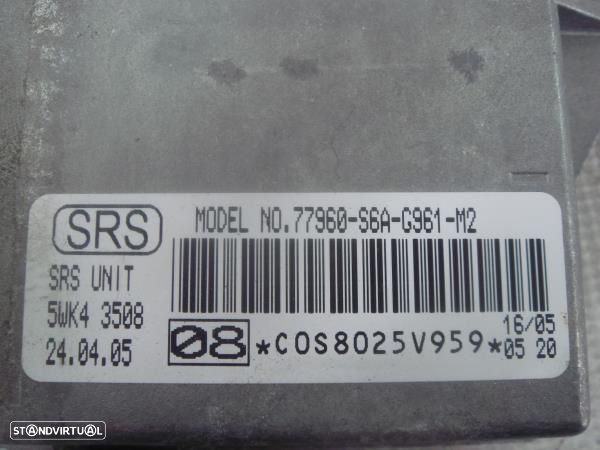 SRS
MODEL NO.77960-S6A-G961-M2
SRS UNIT
5WK4 3508
24.04.05
08
*COS8025V959*
16/05
05 20
STANDVIRTUAL